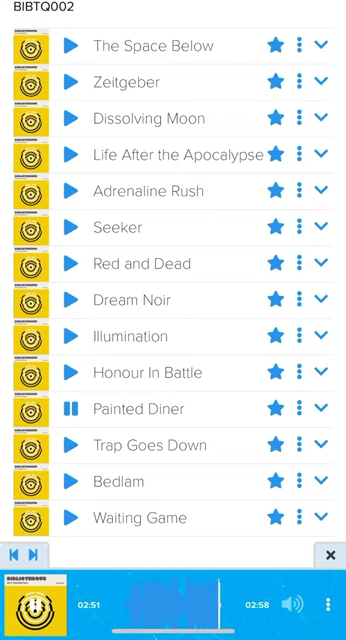 BIBTQ002
The Space Below
Zeitgeber
Dissolving Moon
Life After the Apocalypse
Adrenaline Rush
Seeker
Red and Dead
Dream Noir
Illumination
Honour In Battle
Painted Diner
Trap Goes Down
Bedlam
Waiting Game
BIBLIOTHEQUE
02:51
02:58